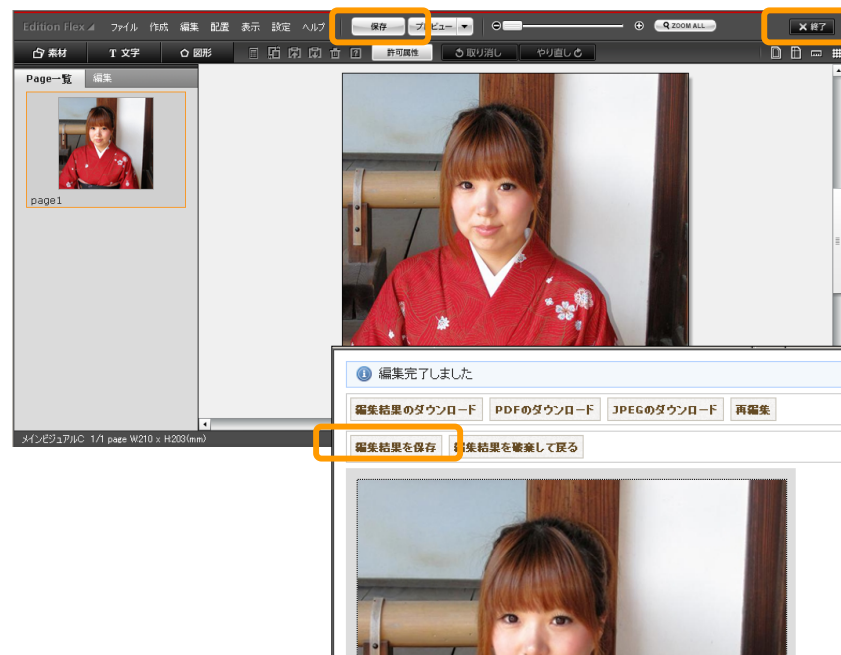 Edition Flex ファイル 作成 編集 配置 表示 設定 ヘルプ 保存 プレビュー ZOOM ALL × 終了
素材 T 文字 図形 許可属性 取り消し やり直し
Page一覧 編集
page1
メインビジュアルC 1/1 page W210 x H203(mm)
編集完了しました
編集結果のダウンロード PDFのダウンロード JPEGのダウンロード 再編集
編集結果を保存 編集結果を破棄して戻る